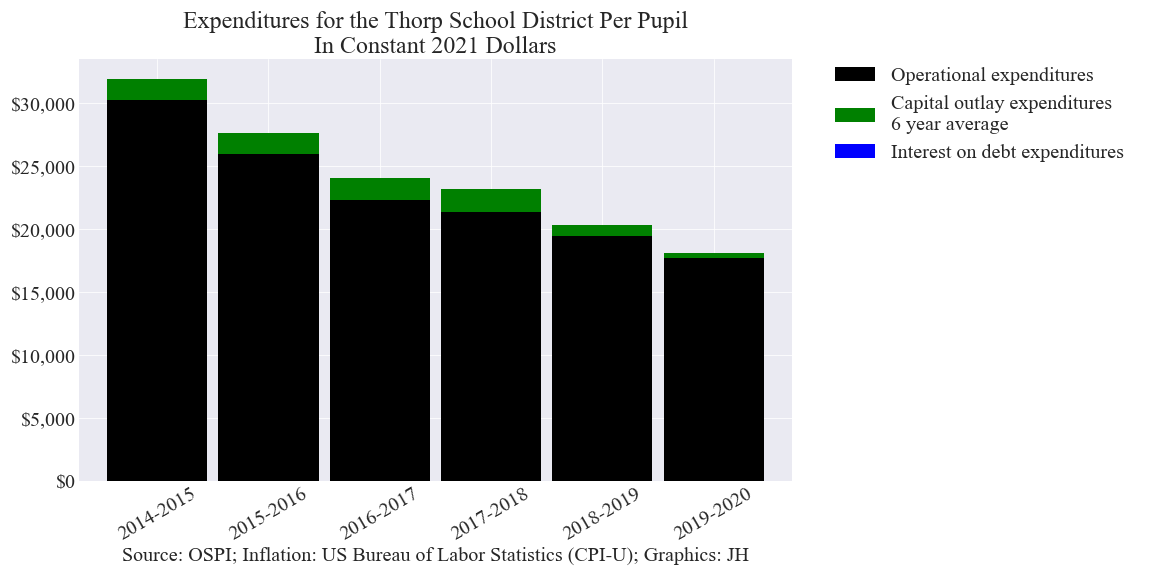 Expenditures for the Thorp School District Per Pupil
In Constant 2021 Dollars
Operational expenditures
Capital outlay expenditures
6 year average
Interest on debt expenditures
$30,000
$25,000
$20,000
$15,000
$10,000
$5,000
$0
2014-2015
2015-2016
2016-2017
2017-2018
2018-2019
2019-2020
Source: OSPI; Inflation: US Bureau of Labor Statistics (CPI-U); Graphics: JH